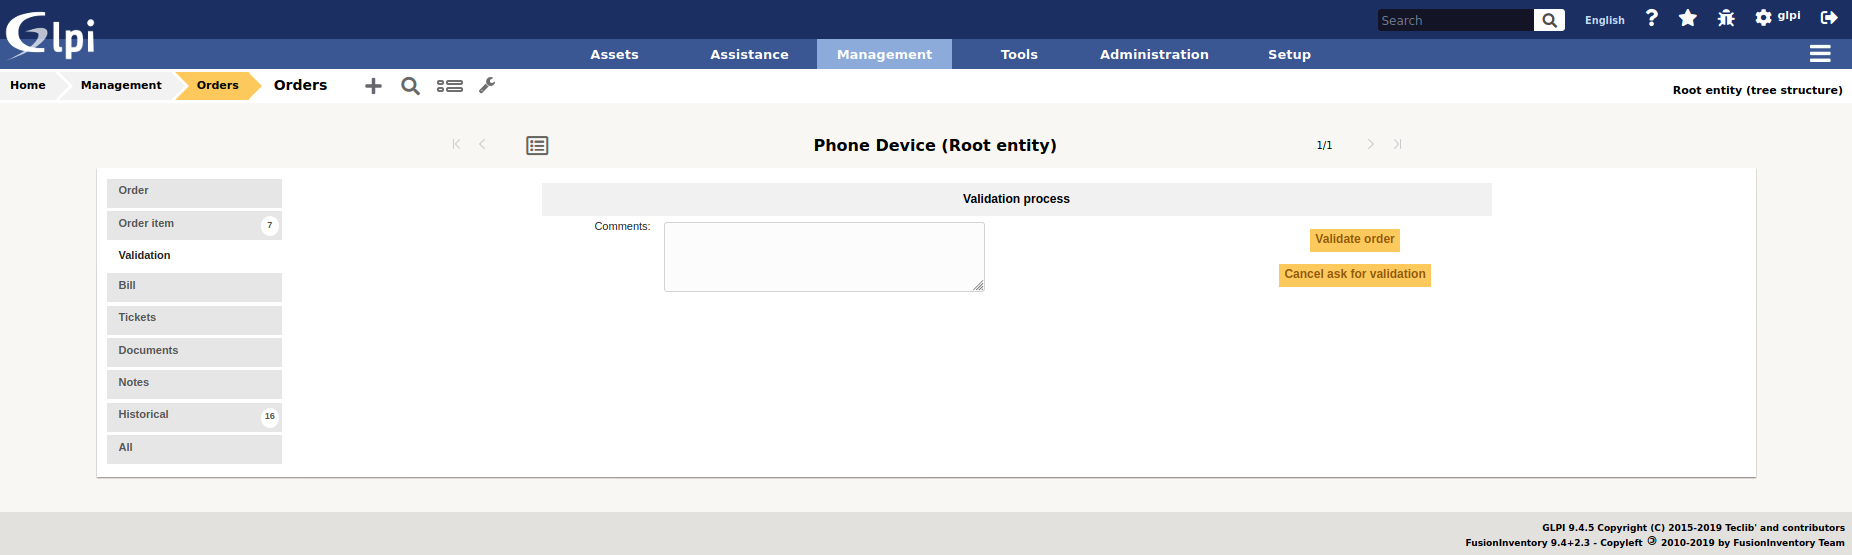 Glpi
Search
English
glpi
Assets
Assistance
Management
Tools
Administration
Setup
Home
Management
Orders
Orders
Root entity (tree structure)
Phone Device (Root entity)
1/1
Order
Order item 7
Validation
Bill
Tickets
Documents
Notes
Historical 16
All
Validation process
Comments:
Validate order
Cancel ask for validation
GLPI 9.4.5 Copyright (C) 2015-2019 Teclib' and contributors
FusionInventory 9.4+2.3 - Copyleft 🄯 2010-2019 by FusionInventory Team